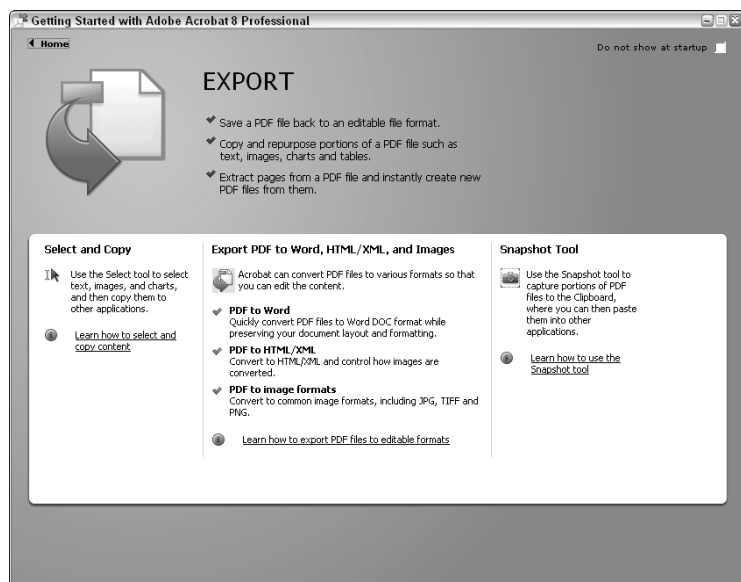 Getting Started with Adobe Acrobat 8 Professional
Home
Do not show at startup
EXPORT
Save a PDF file back to an editable file format.
Copy and repurpose portions of a PDF file such as
text, images, charts and tables.
Extract pages from a PDF file and instantly create new
PDF files from them.
Select and Copy
Use the Select tool to select
text, images, and charts,
and then copy them to
other applications.
Learn how to select and
copy content
Export PDF to Word, HTML/XML, and Images
Acrobat can convert PDF files to various formats so that
you can edit the content.
PDF to Word
Quickly convert PDF files to Word DOC format while
preserving your document layout and formatting.
PDF to HTML/XML
Convert to HTML/XML and control how images are
converted.
PDF to image formats
Convert to common image formats, including JPG, TIFF and
PNG.
Learn how to export PDF files to editable formats
Snapshot Tool
Use the Snapshot tool to
capture portions of PDF
files to the Clipboard,
where you can then paste
them into other
applications.
Learn how to use the
Snapshot tool